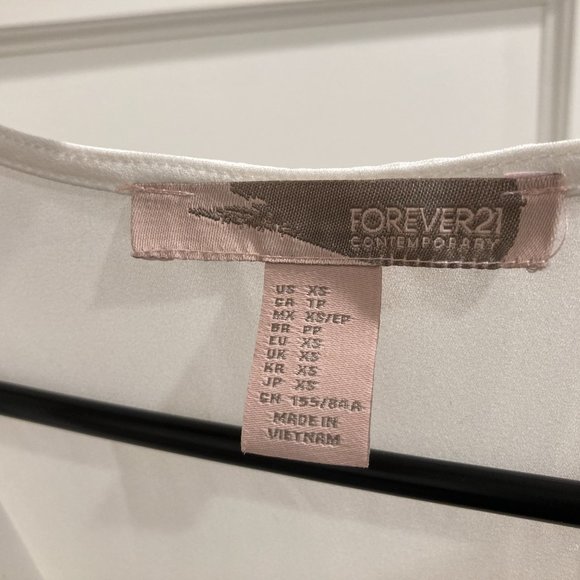 FOREVER21
CONTEMPORARY
US XS
CA TP
MX XS/EP
BR PP
EU XS
UK XS
KR XS
JP XS
CN 155/84A
MADE IN
VIETNAM